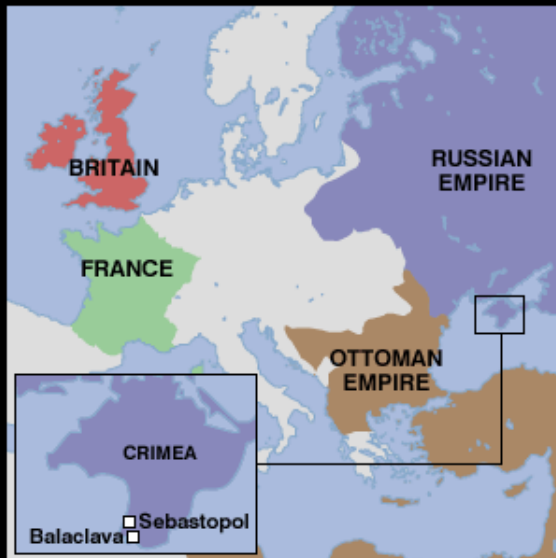 BRITAIN
RUSSIAN
EMPIRE
FRANCE
OTTOMAN
EMPIRE
CRIMEA
Sebastopol
Balaclava